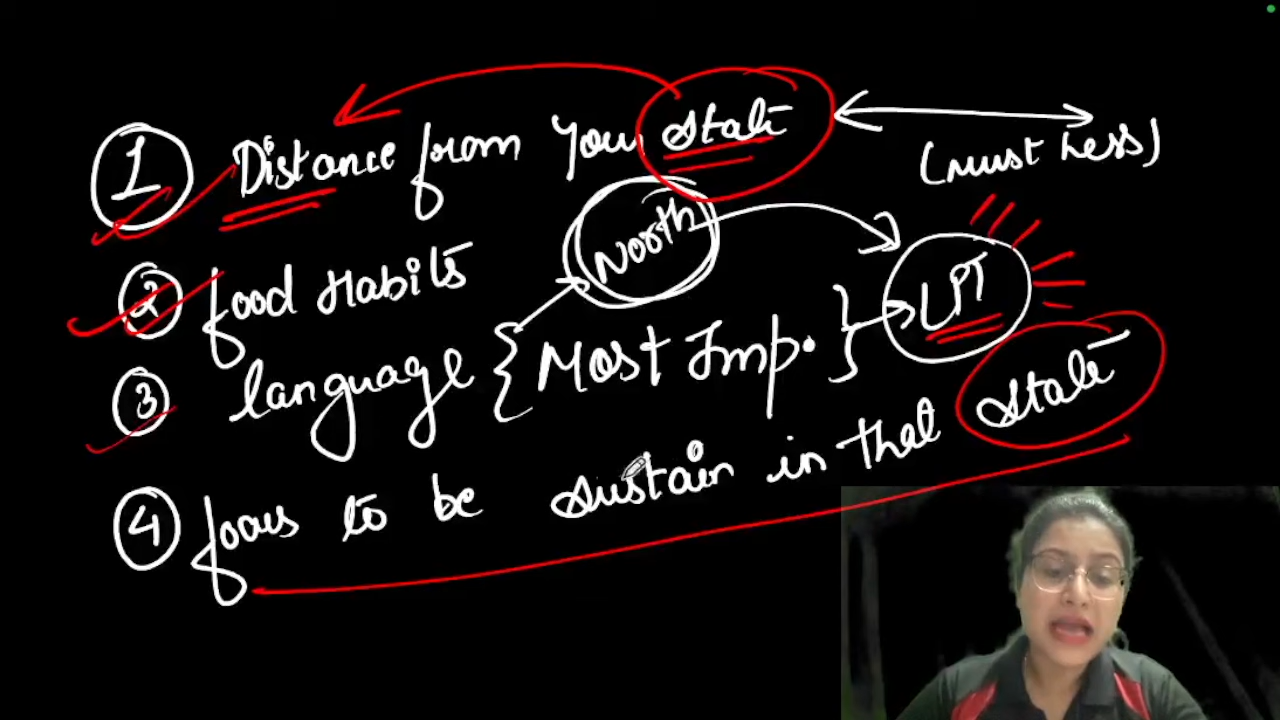 1 Distance from your State
(must Less)
North
2 food Habits
LPT
3 language { Most Imp. }
4 focus to be sustain in that State